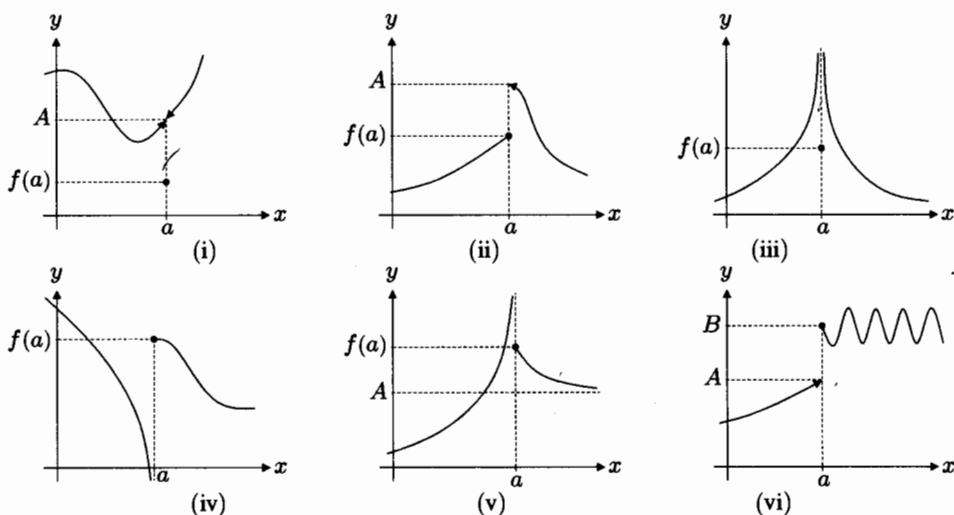 y y y
A
f(a)
a x
(i)
A
f(a)
a x
(ii)
f(a)
a x
(iii)
y y y
f(a)
a x
(iv)
f(a)
A
a x
(v)
B
A
a x
(vi)